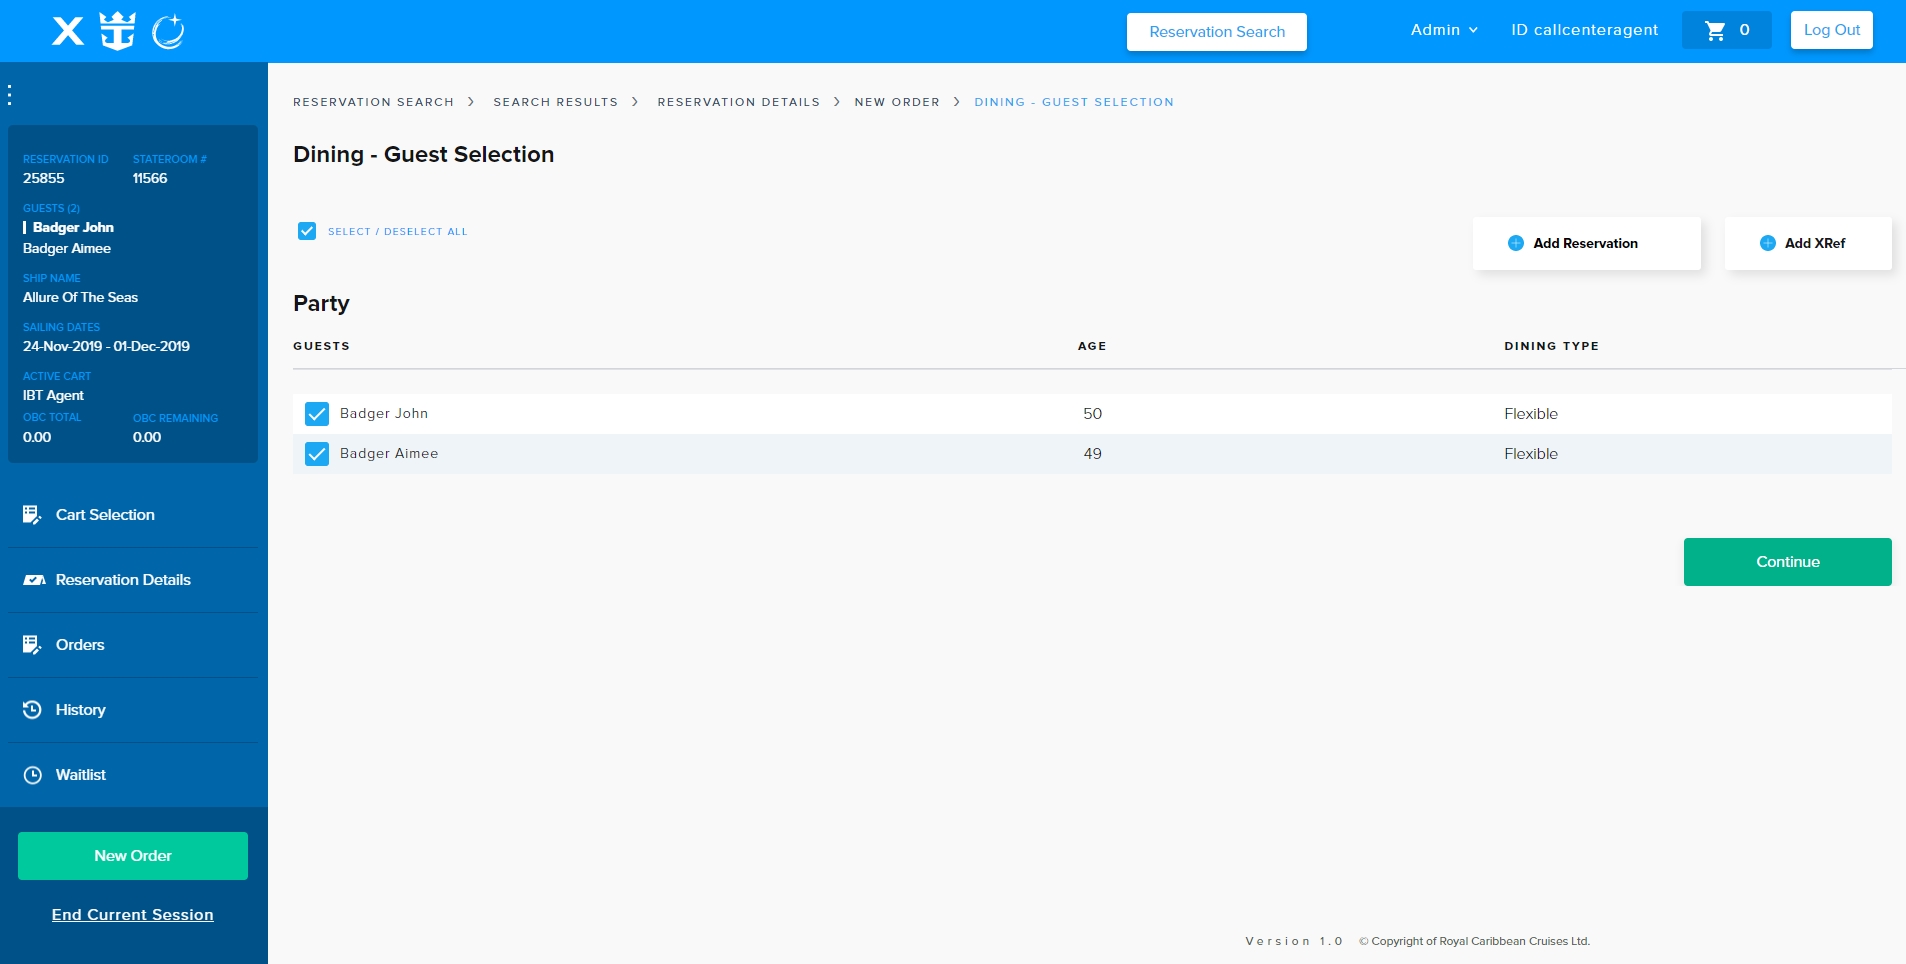 Reservation Search
Admin
ID callcenteragent
0
Log Out
RESERVATION ID STATEROOM #
25855 11566
GUESTS (2)
Badger John
Badger Aimee
SHIP NAME
Allure Of The Seas
SAILING DATES
24-Nov-2019 - 01-Dec-2019
ACTIVE CART
IBT Agent
OBC TOTAL OBC REMAINING
0.00 0.00
Cart Selection
Reservation Details
Orders
History
Waitlist
New Order
End Current Session
RESERVATION SEARCH > SEARCH RESULTS > RESERVATION DETAILS > NEW ORDER > DINING - GUEST SELECTION
Dining - Guest Selection
SELECT / DESELECT ALL
Add Reservation
Add XRef
Party
GUESTS AGE DINING TYPE
Badger John 50 Flexible
Badger Aimee 49 Flexible
Continue
Version 1.0 © Copyright of Royal Caribbean Cruises Ltd.